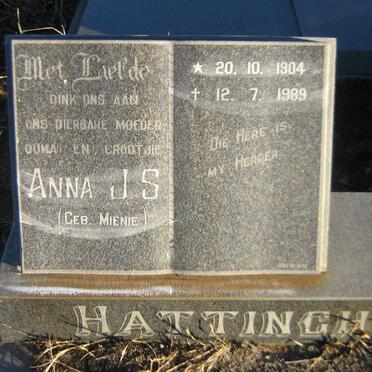 Met Liefde
DINK ONS AAN
ONS DIERBARE MOEDER
OUMA EN GROOTJIE
ANNA J.S
(GEB. MIENIE)
★ 20. 10. 1904
† 12. 7. 1989
DIE HERE IS
MY HERDER
HATTINGH